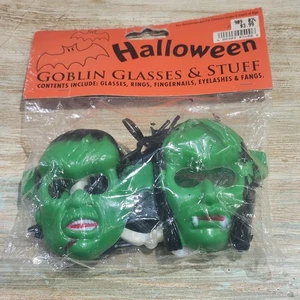 Halloween
GOBLIN GLASSES & STUFF
CONTENTS INCLUDE: GLASSES, RINGS, FINGERNAILS, EYELASHES & FANGS.